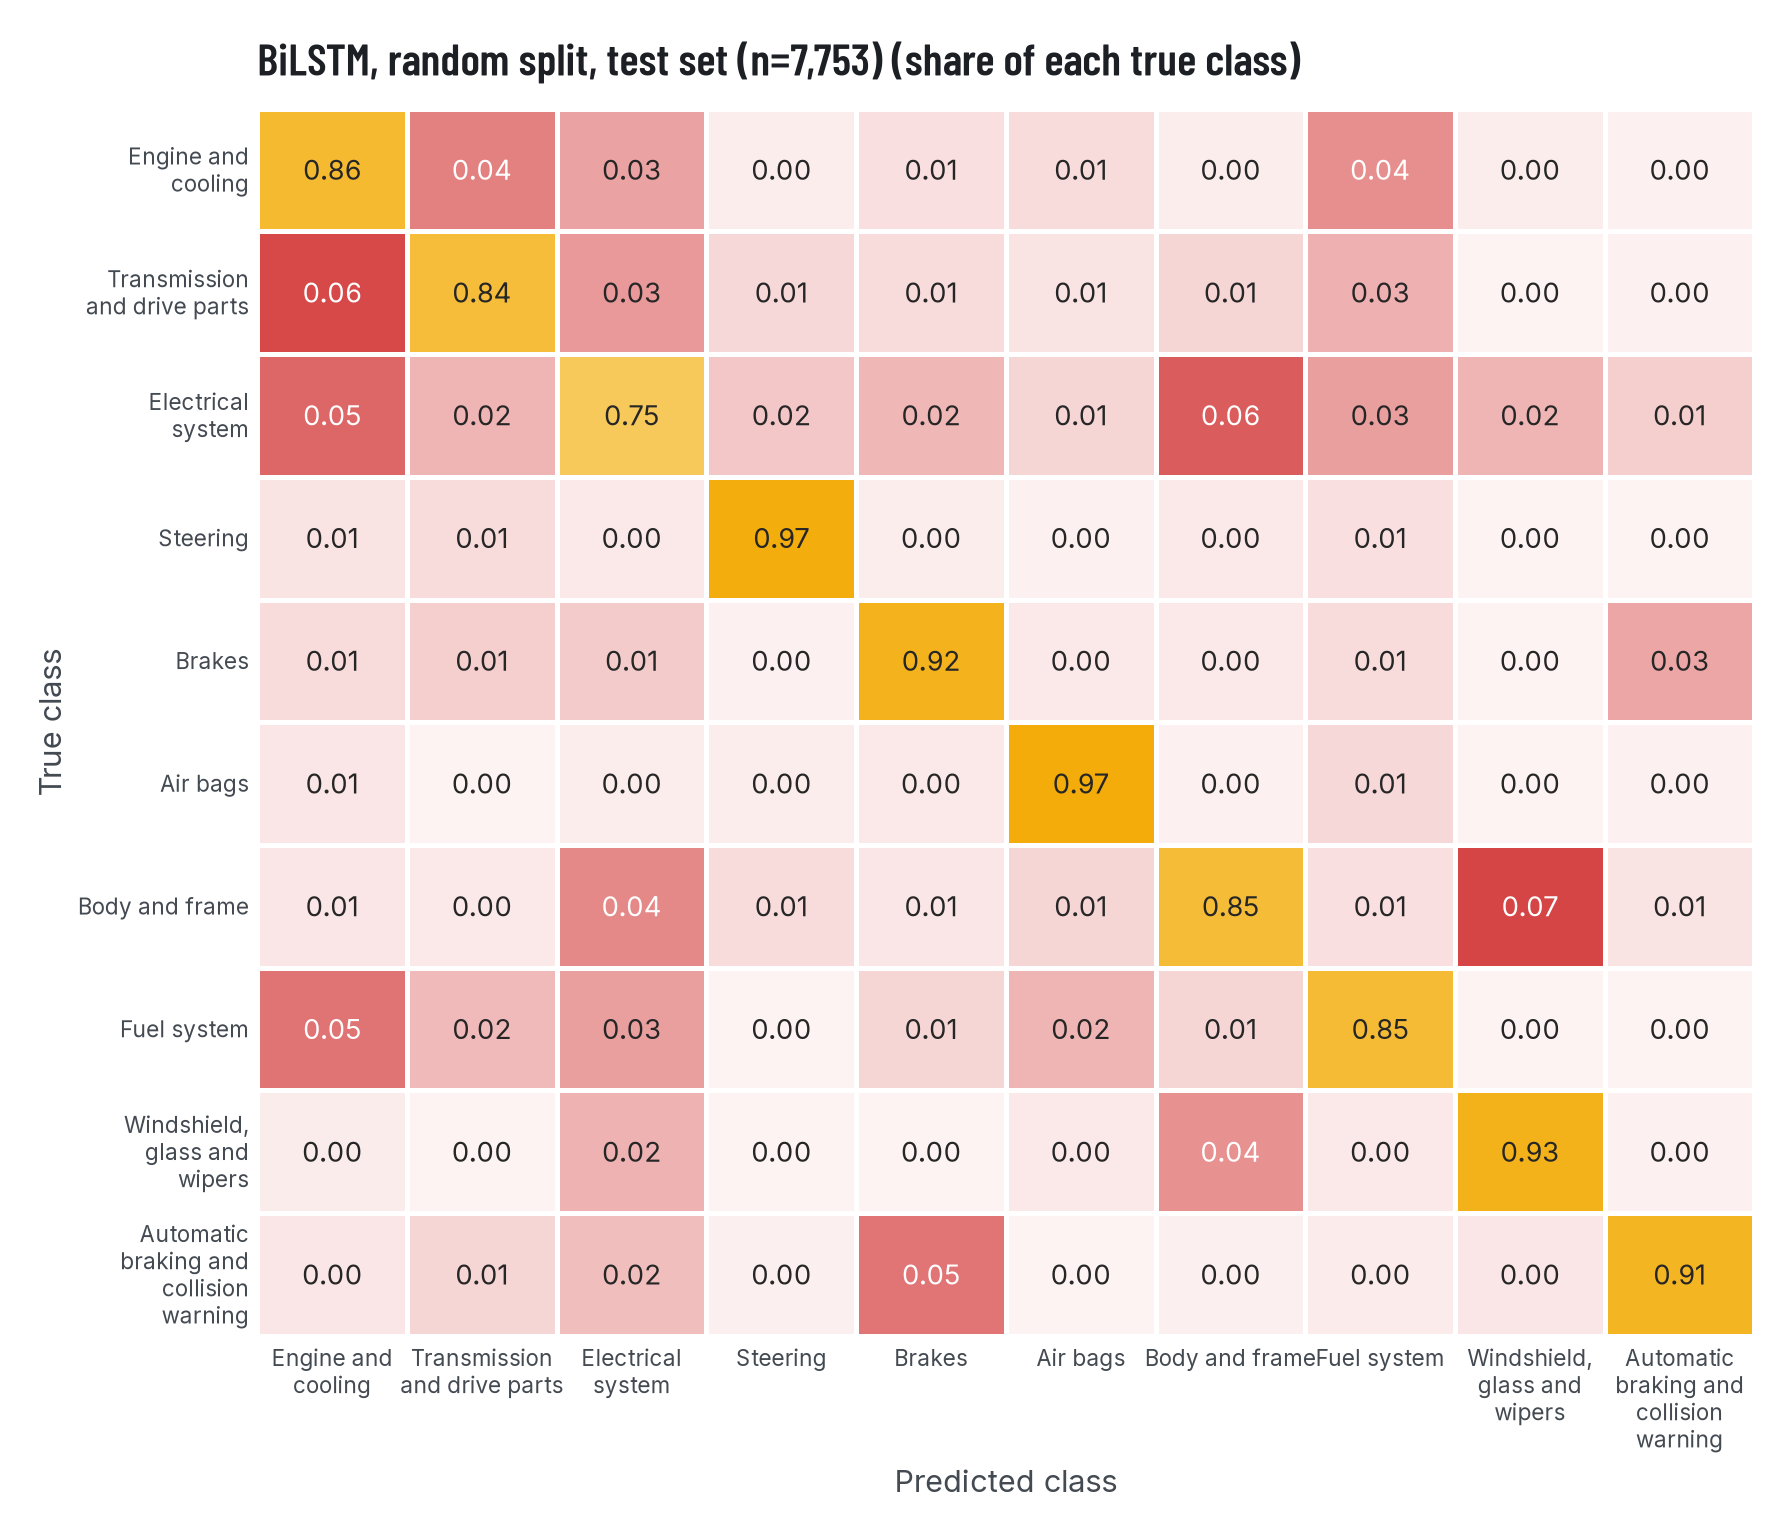 BiLSTM, random split, test set (n=7,753) (share of each true class)
Engine and
cooling
0.86 0.04 0.03 0.00 0.01 0.01 0.00 0.04 0.00 0.00
Transmission
and drive parts
0.06 0.84 0.03 0.01 0.01 0.01 0.01 0.03 0.00 0.00
Electrical
system
0.05 0.02 0.75 0.02 0.02 0.01 0.06 0.03 0.02 0.01
Steering
0.01 0.01 0.00 0.97 0.00 0.00 0.00 0.01 0.00 0.00
Brakes
0.01 0.01 0.01 0.00 0.92 0.00 0.00 0.01 0.00 0.03
Air bags
0.01 0.00 0.00 0.00 0.00 0.97 0.00 0.01 0.00 0.00
Body and frame
0.01 0.00 0.04 0.01 0.01 0.01 0.85 0.01 0.07 0.01
Fuel system
0.05 0.02 0.03 0.00 0.01 0.02 0.01 0.85 0.00 0.00
Windshield,
glass and
wipers
0.00 0.00 0.02 0.00 0.00 0.00 0.04 0.00 0.93 0.00
Automatic
braking and
collision
warning
0.00 0.01 0.02 0.00 0.05 0.00 0.00 0.00 0.00 0.91
True class
Engine and
cooling
Transmission
and drive parts
Electrical
system
Steering
Brakes
Air bags
Body and frame
Fuel system
Windshield,
glass and
wipers
Automatic
braking and
collision
warning
Predicted class